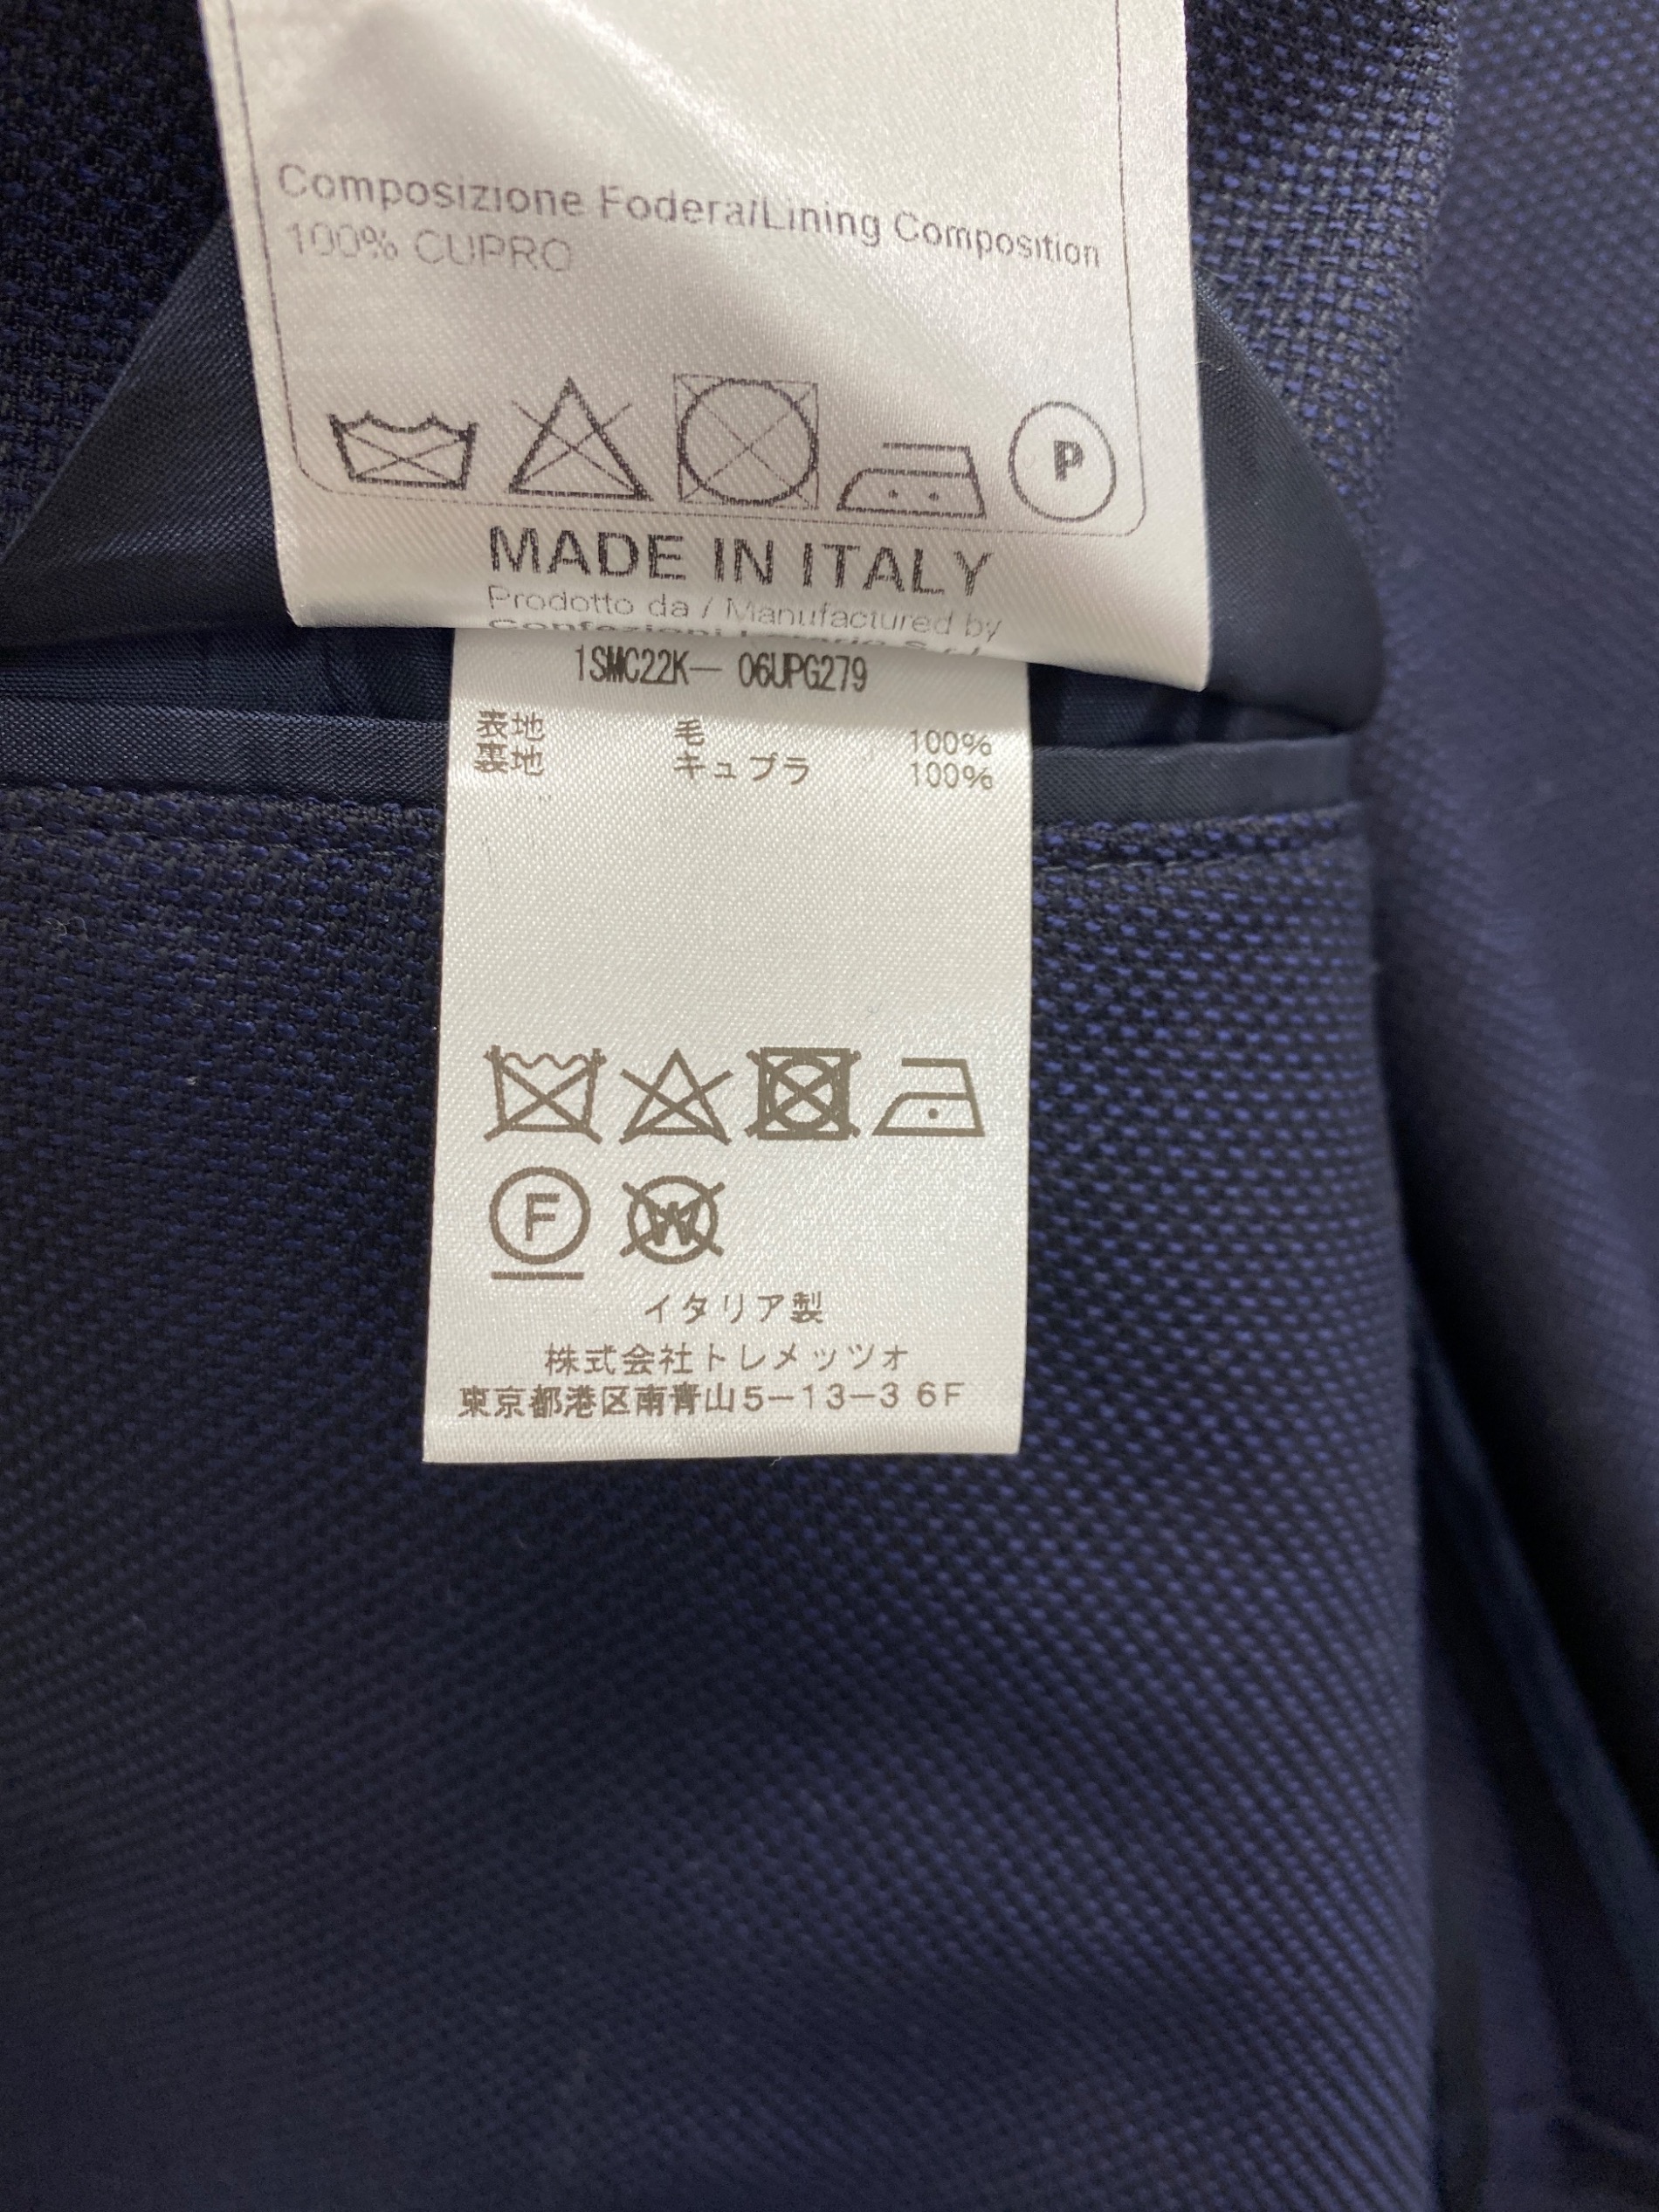 Composizione Fodera/Lining Composition
100% CUPRO
P
MADE IN ITALY
Prodotto da / Manufactured by
Confezioni
1SMC22K— 06UPG279
表地 毛 100%
裏地 キュプラ 100%
F W
イタリア製
株式会社トレメッツォ
東京都港区南青山5−13−3 6F